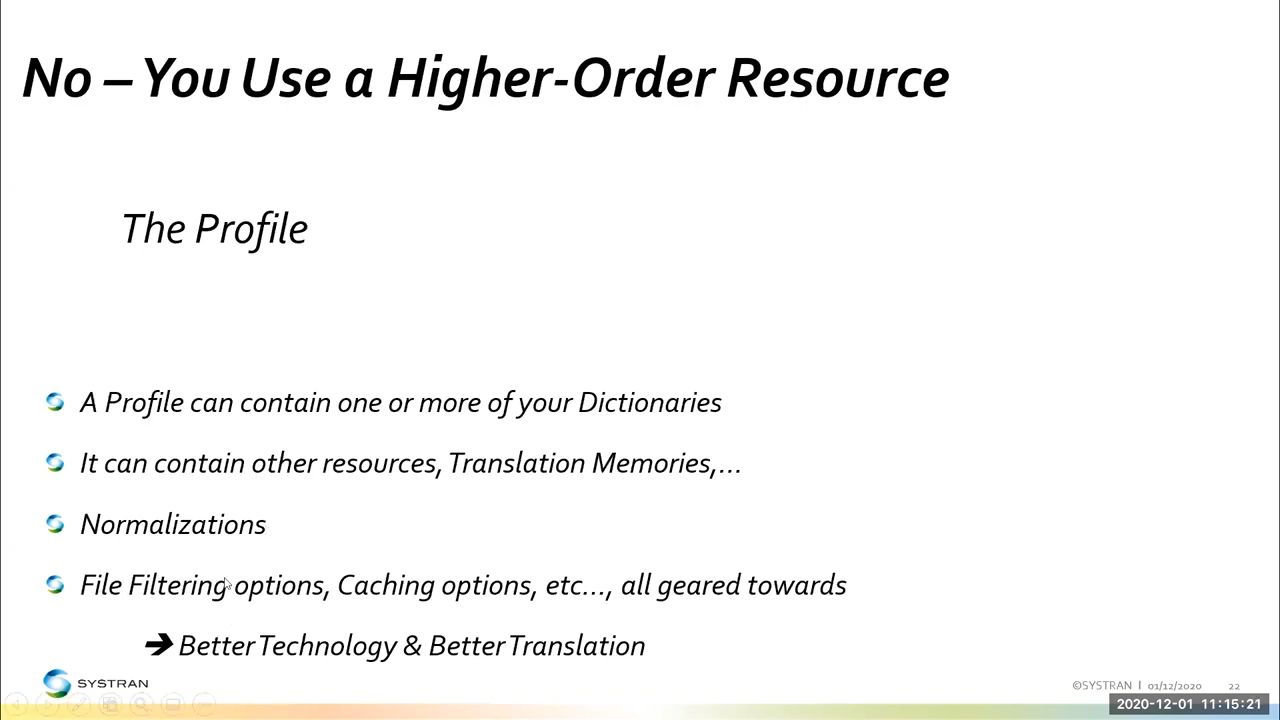 No – You Use a Higher-Order Resource
The Profile
A Profile can contain one or more of your Dictionaries
It can contain other resources, Translation Memories,...
Normalizations
File Filtering options, Caching options, etc..., all geared towards
➔ Better Technology & Better Translation
SYSTRAN
©SYSTRAN | 01/12/2020 22
2020-12-01 11:15:21